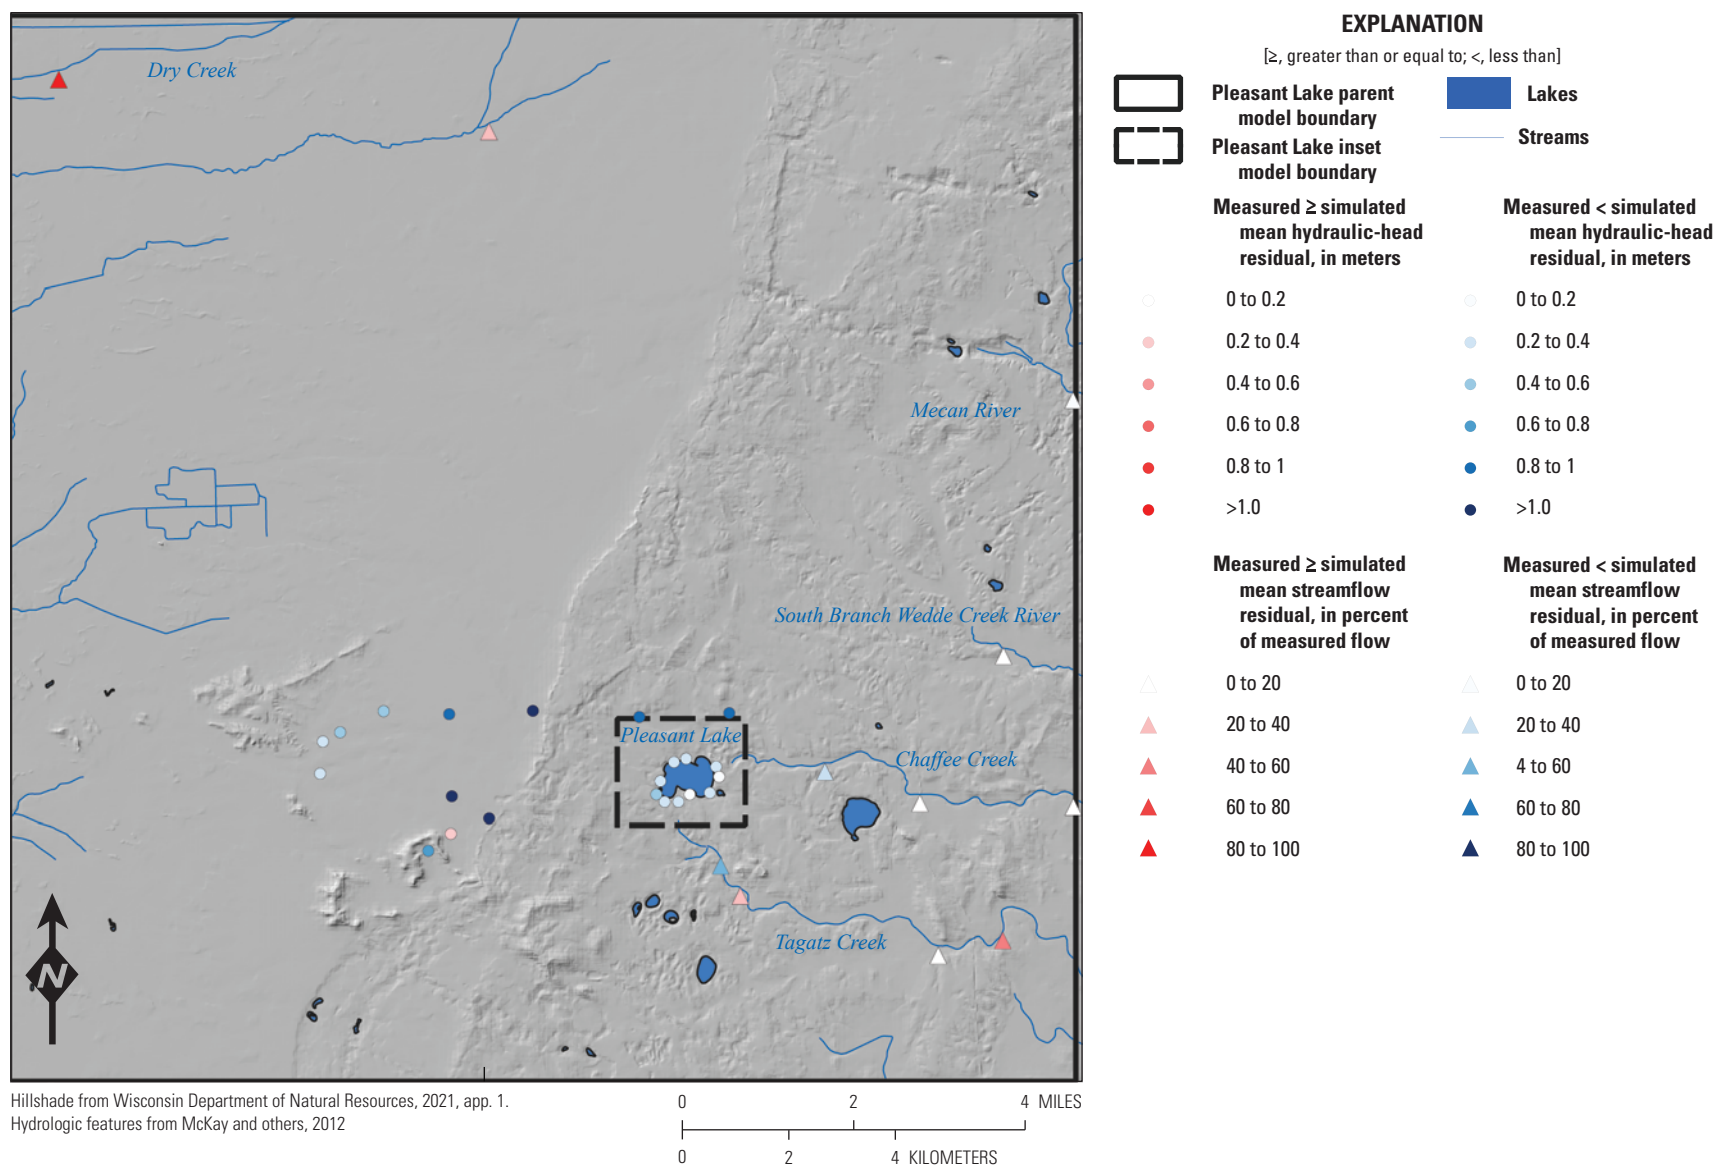 Dry Creek
Mecan River
South Branch Wedde Creek River
Pleasant Lake
Chaffee Creek
Tagatz Creek
N
Hillshade from Wisconsin Department of Natural Resources, 2021, app. 1.
Hydrologic features from McKay and others, 2012
0 2 4 MILES
0 2 4 KILOMETERS
EXPLANATION
[≥, greater than or equal to; <, less than]
Pleasant Lake parent
model boundary
Pleasant Lake inset
model boundary
Lakes
Streams
Measured ≥ simulated
mean hydraulic-head
residual, in meters
0 to 0.2
0.2 to 0.4
0.4 to 0.6
0.6 to 0.8
0.8 to 1
>1.0
Measured < simulated
mean hydraulic-head
residual, in meters
0 to 0.2
0.2 to 0.4
0.4 to 0.6
0.6 to 0.8
0.8 to 1
>1.0
Measured ≥ simulated
mean streamflow
residual, in percent
of measured flow
0 to 20
20 to 40
40 to 60
60 to 80
80 to 100
Measured < simulated
mean streamflow
residual, in percent
of measured flow
0 to 20
20 to 40
4 to 60
60 to 80
80 to 100